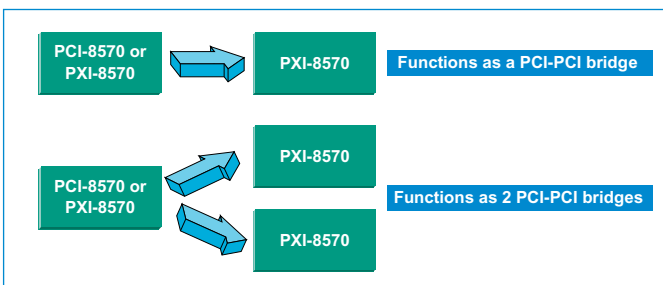 PCI-8570 or
PXI-8570
PXI-8570
Functions as a PCI-PCI bridge
PCI-8570 or
PXI-8570
PXI-8570
PXI-8570
Functions as 2 PCI-PCI bridges